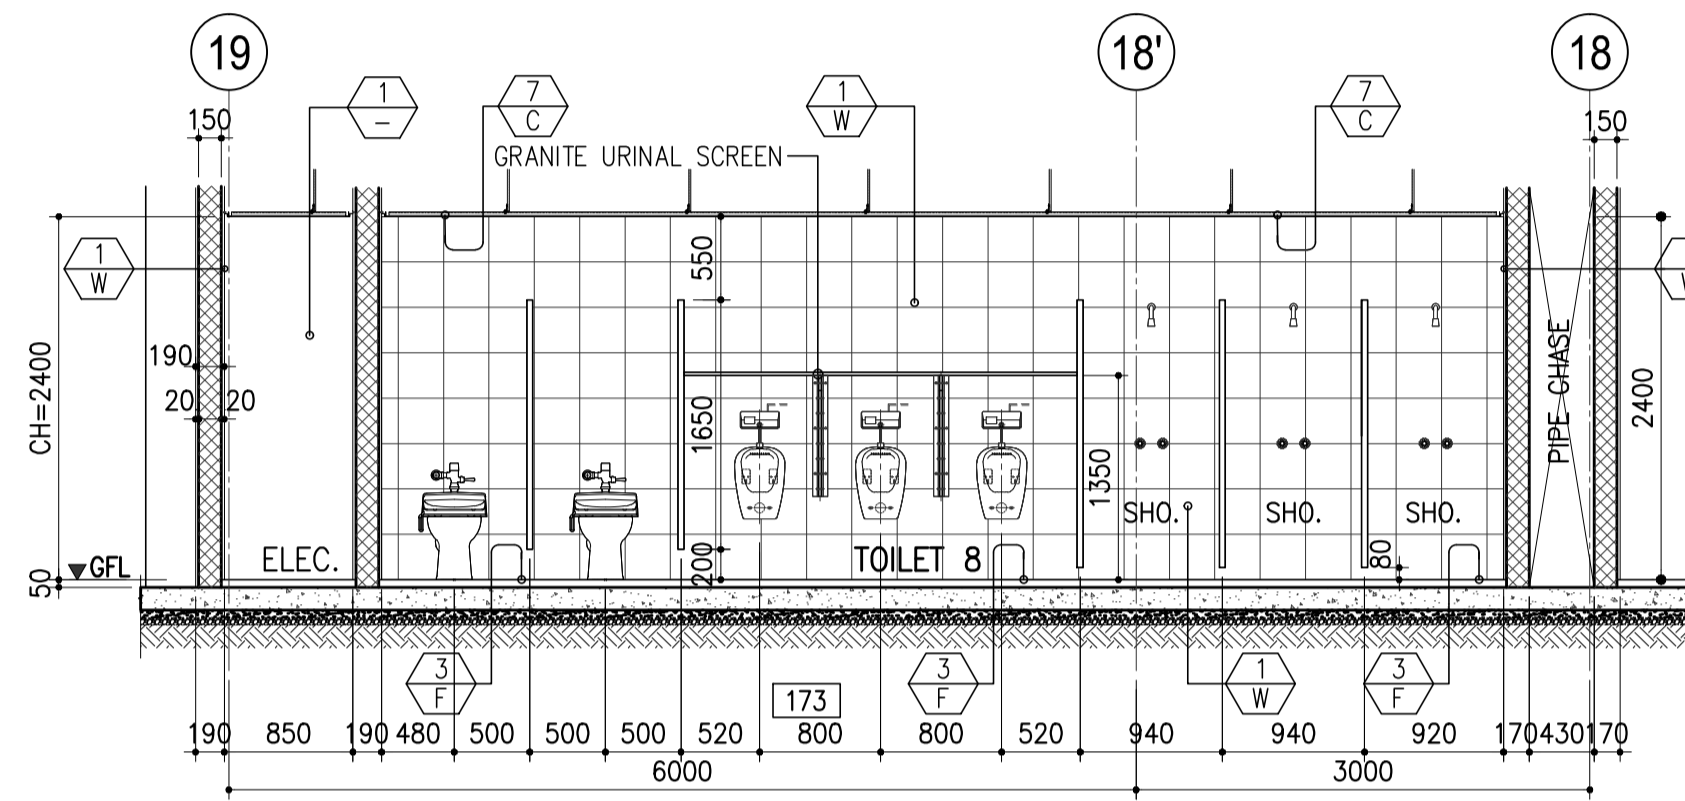 19
18'
18
1
–
7
C
1
W
7
C
150
150
GRANITE URINAL SCREEN
1
W
550
CH=2400
190
20
20
1650
1350
2400
PIPE CHASE
SHO.
SHO.
SHO.
ELEC.
TOILET 8
200
80
50
GFL
3
F
3
F
1
W
3
F
173
190
850
190
480
500
500
500
520
800
800
520
940
940
920
170
430
170
6000
3000